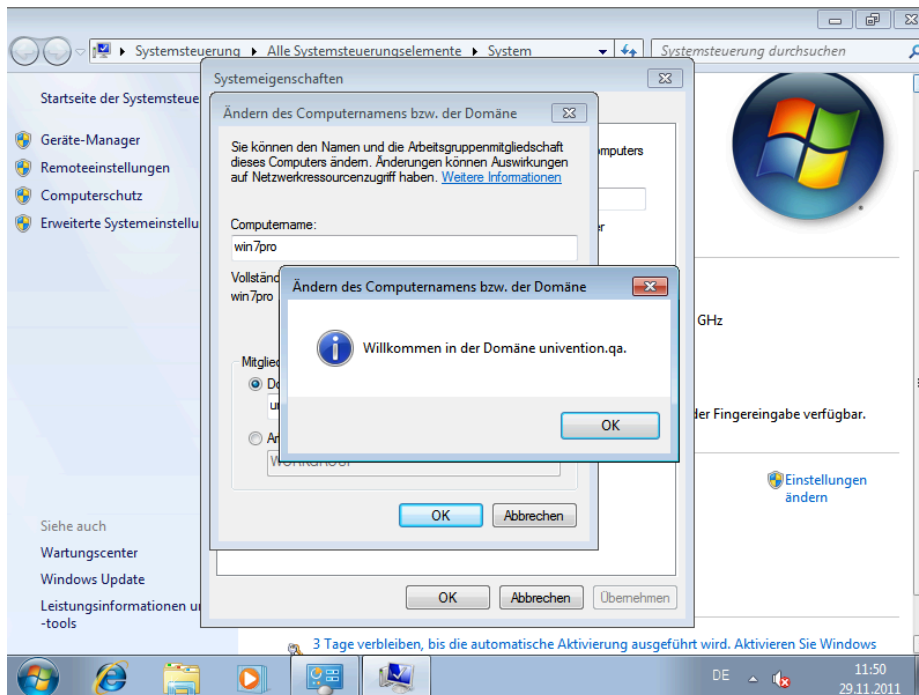 Systemsteuerung ▸ Alle Systemsteuerungselemente ▸ System
Systemsteuerung durchsuchen
Startseite der Systemsteue
Geräte-Manager
Remoteeinstellungen
Computerschutz
Erweiterte Systemeinstellu
Siehe auch
Wartungscenter
Windows Update
Leistungsinformationen u
-tools
Systemeigenschaften
omputers
Ändern des Computernamens bzw. der Domäne
Sie können den Namen und die Arbeitsgruppenmitgliedschaft
dieses Computers ändern. Änderungen können Auswirkungen
auf Netzwerkressourcenzugriff haben. Weitere Informationen
Computername:
win7pro
Vollständ
win7pro
Mitglied
Do
Ar
WORKGROUP
OK
Abbrechen
Ändern des Computernamens bzw. der Domäne
Willkommen in der Domäne univention.qa.
OK
OK
Abbrechen
Übernehmen
GHz
der Fingereingabe verfügbar.
Einstellungen
ändern
3 Tage verbleiben, bis die automatische Aktivierung ausgeführt wird. Aktivieren Sie Windows
DE
11:50
29.11.2011